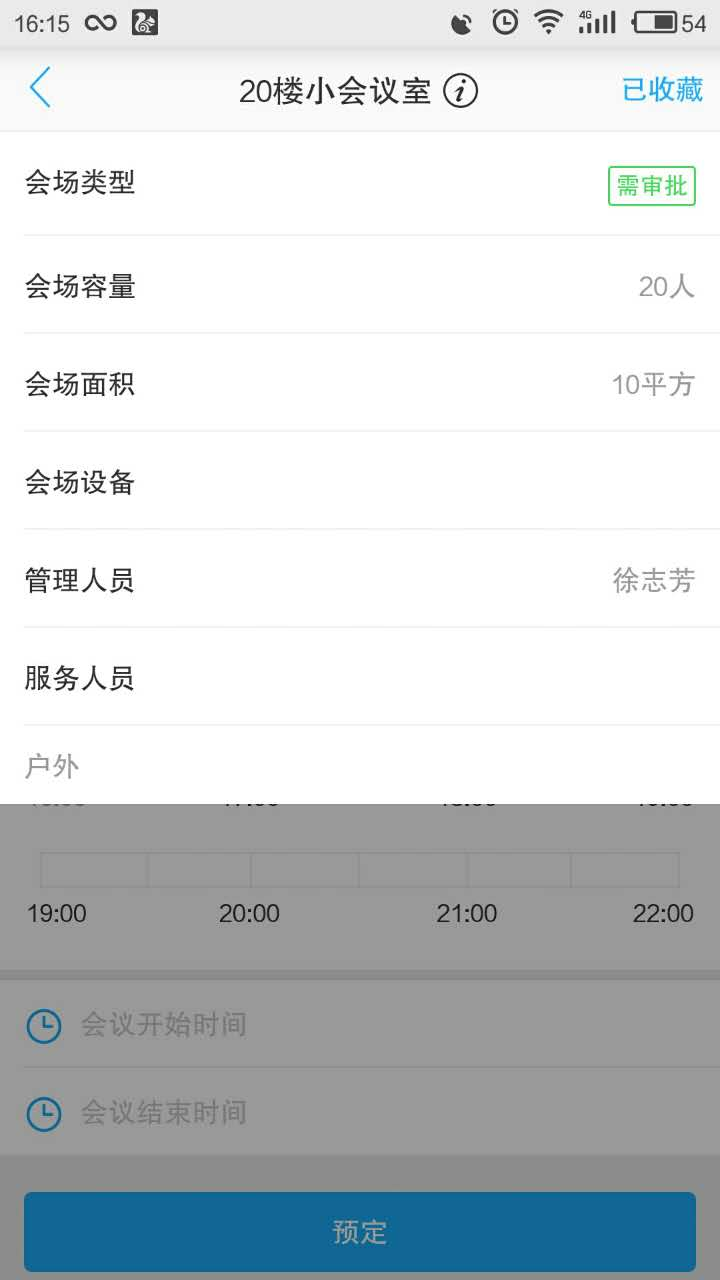 16:15 4G 54
20楼小会议室 i 已收藏
会场类型 需审批
会场容量 20人
会场面积 10平方
会场设备
管理人员 徐志芳
服务人员
户外
19:00 20:00 21:00 22:00
会议开始时间
会议结束时间
预定